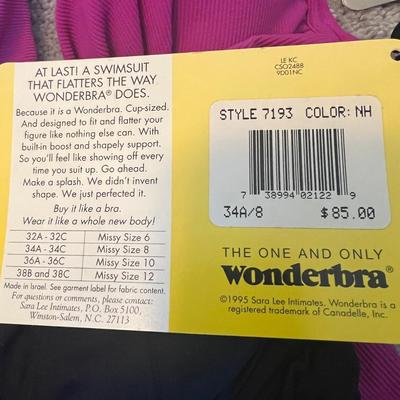 LE KC
CSO2488
9D01NC
AT LAST! A SWIMSUIT
THAT FLATTERS THE WAY
WONDERBRA® DOES.
Because it is a Wonderbra. Cup-sized.
And designed to fit and flatter your
figure like nothing else can. With
built-in boost and shapely support.
So you'll feel like showing off every
time you suit up. Go ahead.
Make a splash. We didn't invent
shape. We just perfected it.
Buy it like a bra.
Wear it like a whole new body!
32A - 32C Missy Size 6
34A - 34C Missy Size 8
36A - 36C Missy Size 10
38B and 38C Missy Size 12
Made in Israel. See garment label for fabric content.
For questions or comments, please contact:
Sara Lee Intimates, P.O. Box 5100,
Winston-Salem, N.C. 27113
STYLE 7193 COLOR: NH
7 38994 02122 9
34A/8 $85.00
THE ONE AND ONLY
Wonderbra®
©1995 Sara Lee Intimates. Wonderbra is a
registered trademark of Canadelle, Inc.